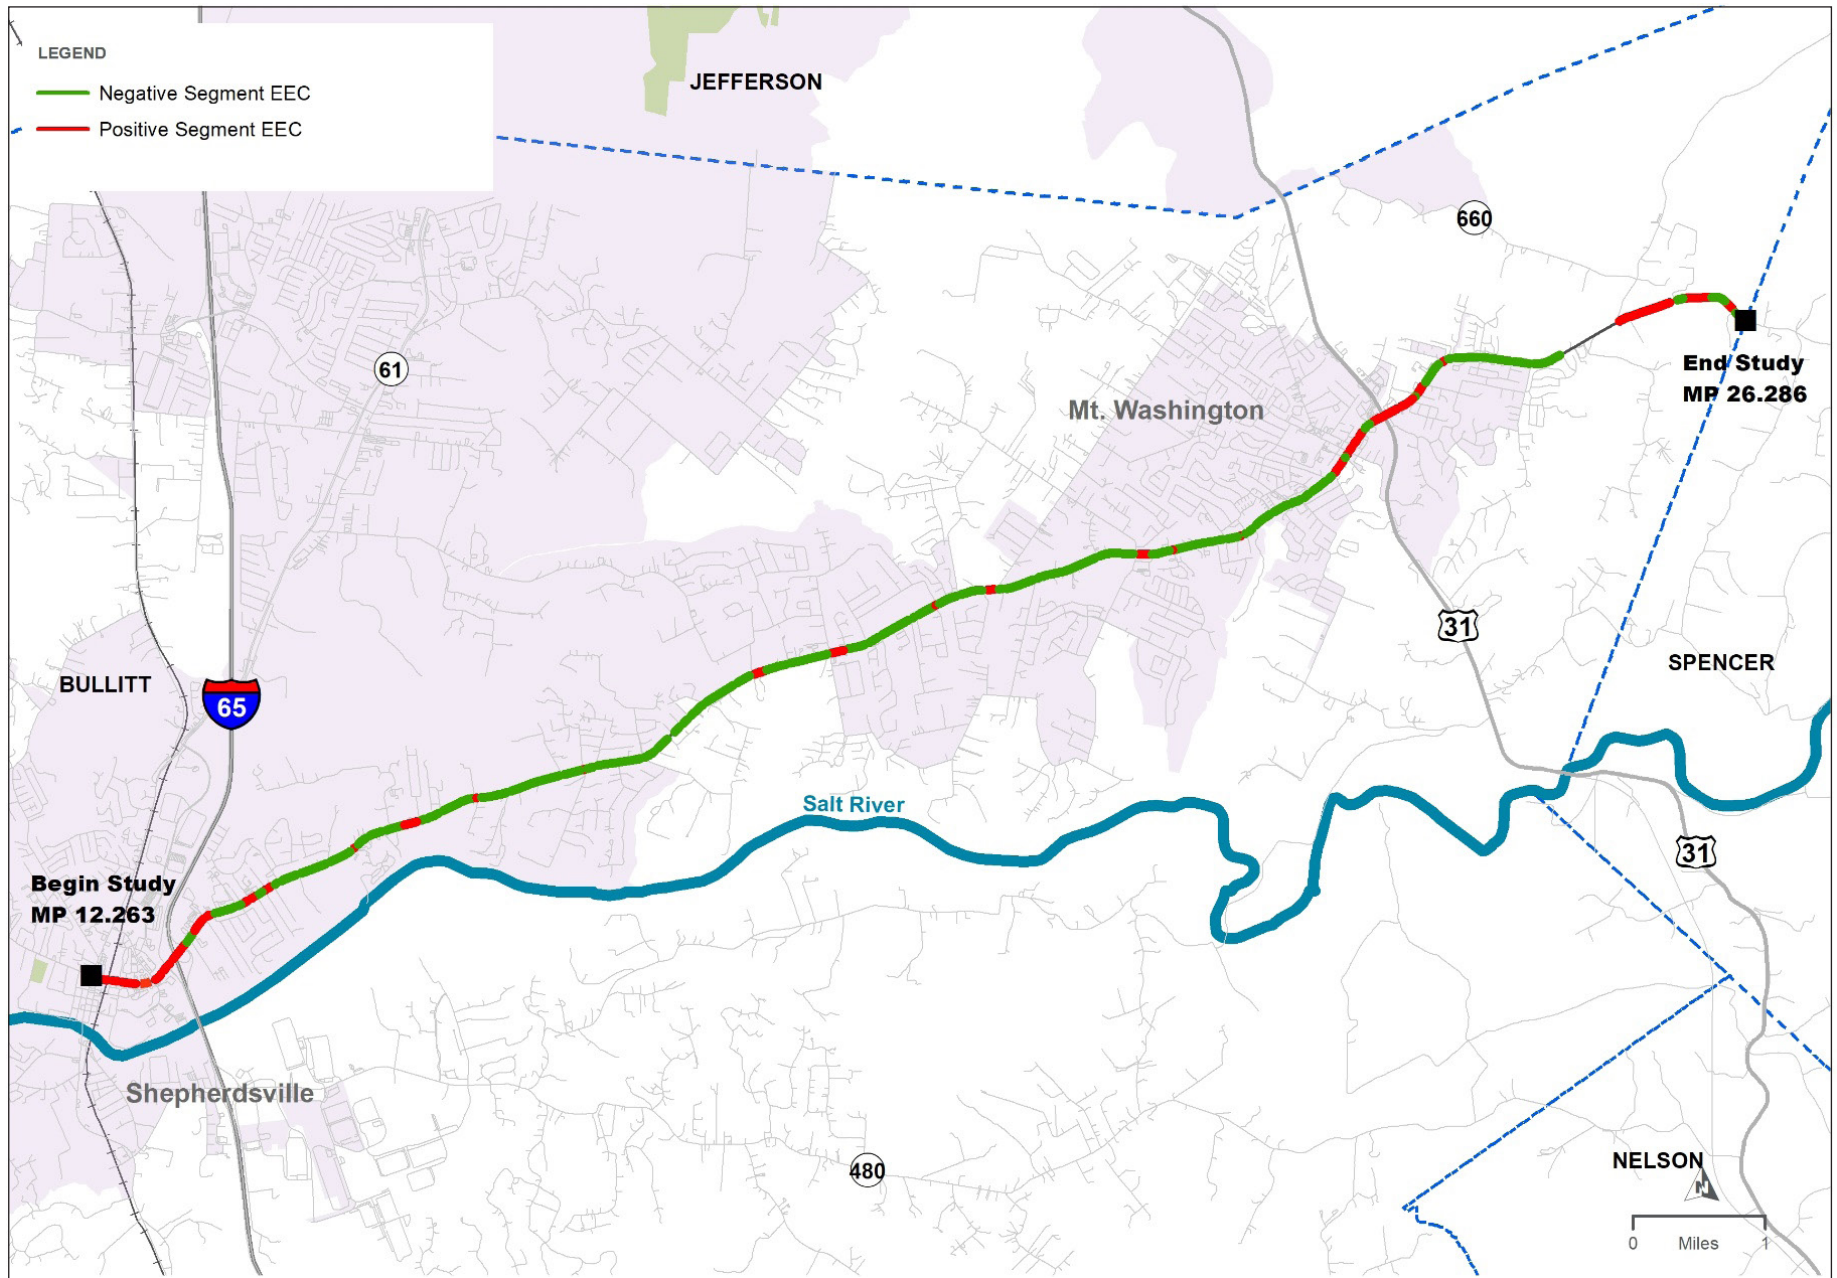 LEGEND
Negative Segment EEC
Positive Segment EEC
JEFFERSON
660
61
End Study
MP 26.286
Mt. Washington
31
SPENCER
BULLITT
65
Salt River
31
Begin Study
MP 12.263
Shepherdsville
480
NELSON
N
0 Miles 1